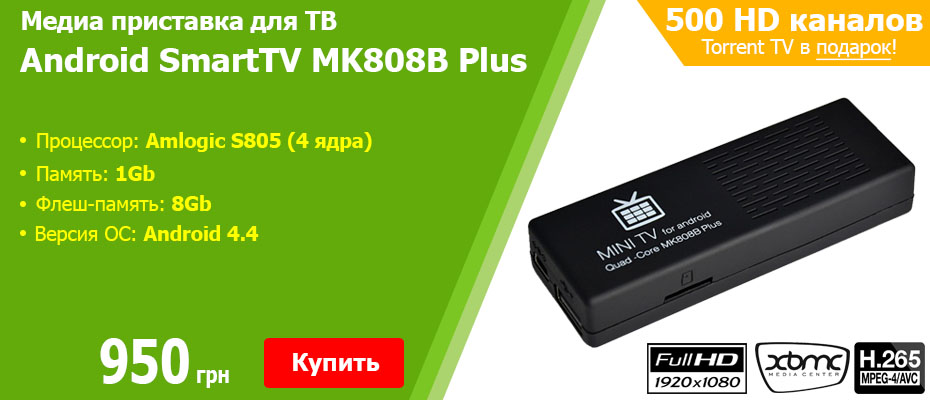 Медиа приставка для ТВ
Android SmartTV MK808B Plus
500 HD каналов
Torrent TV в подарок!
• Процессор: Amlogic S805 (4 ядра)
• Память: 1Gb
• Флеш-память: 8Gb
• Версия ОС: Android 4.4
MINI TV for android
Quad -Core MK808B Plus
950 грн
Купить
Full HD
1920x1080
xbmc
MEDIA CENTER
H.265
MPEG-4/AVC